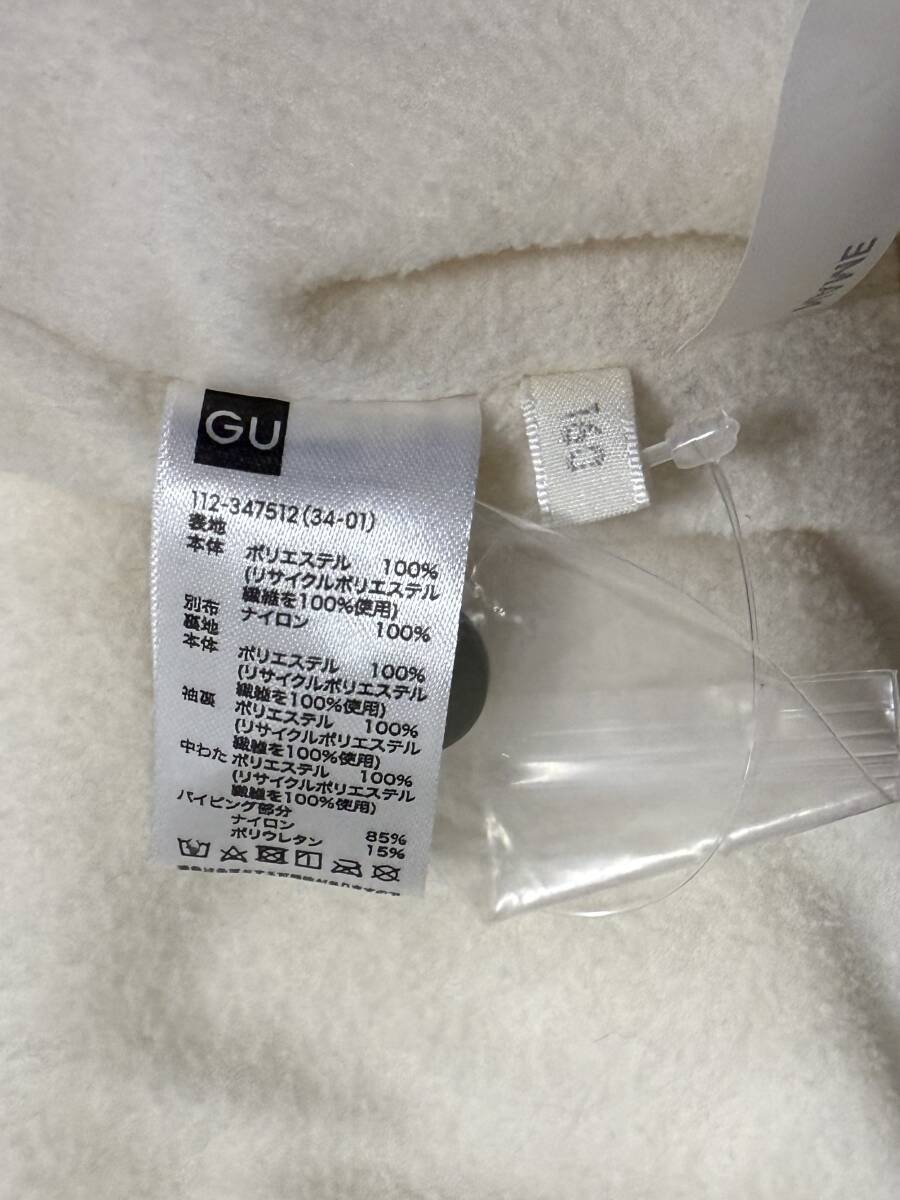 NAME
GU
160
112-347512(34-01)
表地
本体 ポリエステル 100%
(リサイクルポリエステル
繊維を100%使用)
別布 ナイロン 100%
裏地
本体 ポリエステル 100%
(リサイクルポリエステル
繊維を100%使用)
袖裏 ポリエステル 100%
(リサイクルポリエステル
繊維を100%使用)
中わた ポリエステル 100%
(リサイクルポリエステル
繊維を100%使用)
パイピング部分
ナイロン 85%
ポリウレタン 15%